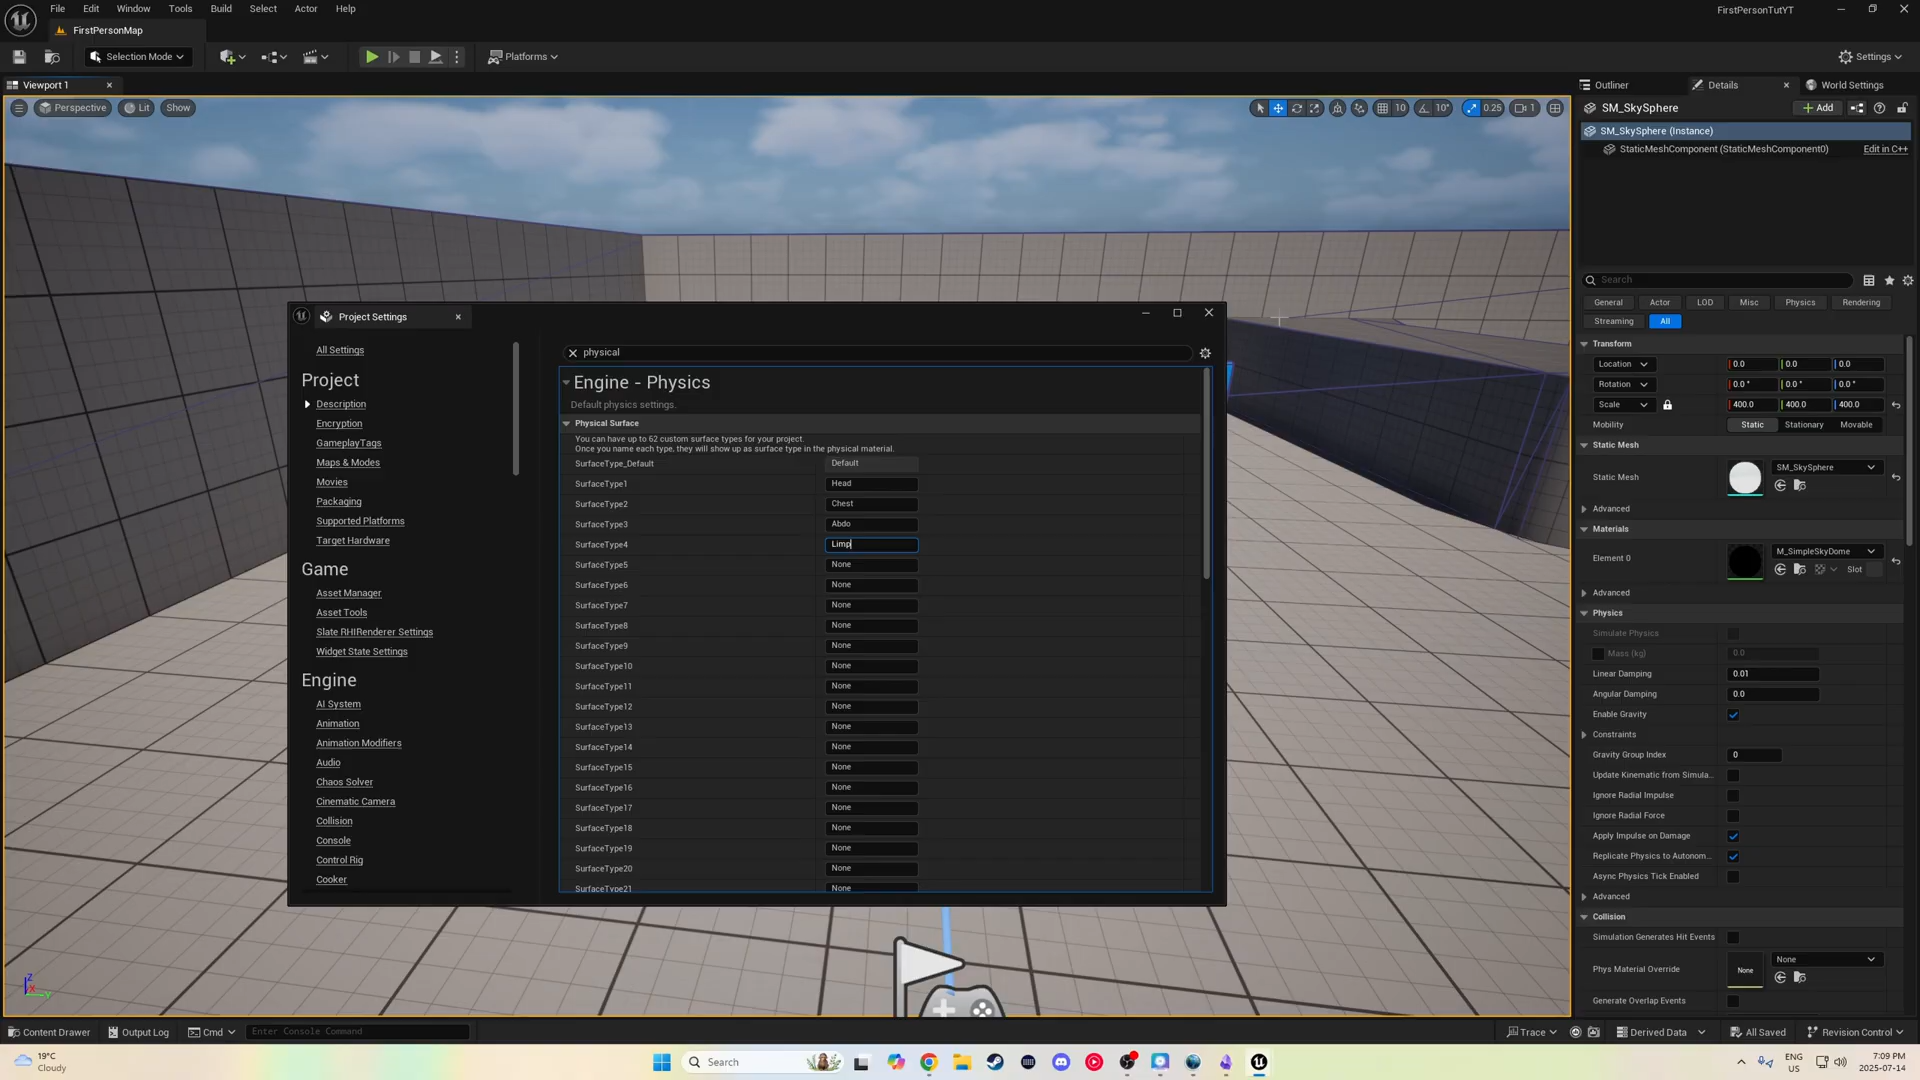 File Edit Window Tools Build Select Actor Help
FirstPersonTutYT
FirstPersonMap
Selection Mode
Platforms
Settings
Viewport 1
Outliner
Details
World Settings
Perspective
Lit
Show
10
10°
0.25
1
SM_SkySphere
Add
SM_SkySphere (Instance)
StaticMeshComponent (StaticMeshComponent0)
Edit in C++
Search
General
Actor
LOD
Misc
Physics
Rendering
Streaming
All
Transform
Location
0.0
0.0
0.0
Rotation
0.0 °
0.0 °
0.0 °
Scale
400.0
400.0
400.0
Mobility
Static
Stationary
Movable
Static Mesh
Static Mesh
SM_SkySphere
Advanced
Materials
Element 0
M_SimpleSkyDome
Slot
Advanced
Physics
Simulate Physics
Mass (kg)
0.0
Linear Damping
0.01
Angular Damping
0.0
Enable Gravity
Constraints
Gravity Group Index
0
Update Kinematic from Simula...
Ignore Radial Impulse
Ignore Radial Force
Apply Impulse on Damage
Replicate Physics to Autonom...
Async Physics Tick Enabled
Advanced
Collision
Simulation Generates Hit Events
Phys Material Override
None
None
Generate Overlap Events
Project Settings
All Settings
Project
Description
Encryption
GameplayTags
Maps & Modes
Movies
Packaging
Supported Platforms
Target Hardware
Game
Asset Manager
Asset Tools
Slate RHIRenderer Settings
Widget State Settings
Engine
AI System
Animation
Animation Modifiers
Audio
Chaos Solver
Cinematic Camera
Collision
Console
Control Rig
Cooker
physical
Engine - Physics
Default physics settings.
Physical Surface
You can have up to 62 custom surface types for your project.
Once you name each type, they will show up as surface type in the physical material.
SurfaceType_Default
Default
SurfaceType1
Head
SurfaceType2
Chest
SurfaceType3
Abdo
SurfaceType4
Limp
SurfaceType5
None
SurfaceType6
None
SurfaceType7
None
SurfaceType8
None
SurfaceType9
None
SurfaceType10
None
SurfaceType11
None
SurfaceType12
None
SurfaceType13
None
SurfaceType14
None
SurfaceType15
None
SurfaceType16
None
SurfaceType17
None
SurfaceType18
None
SurfaceType19
None
SurfaceType20
None
SurfaceType21
None
Z
X
Y
Content Drawer
Output Log
Cmd
Enter Console Command
Trace
Derived Data
All Saved
Revision Control
19°C
Cloudy
Search
ENG
US
7:09 PM
2025-07-14